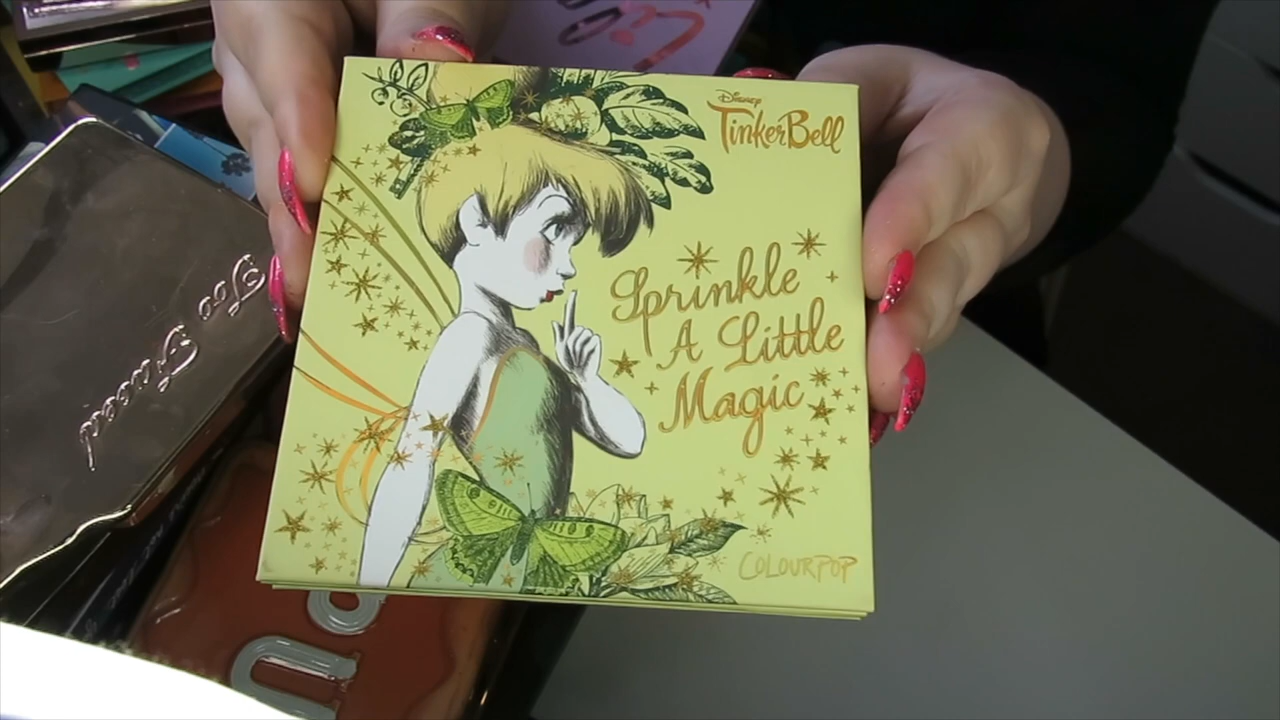 Disney
TinkerBell
Sprinkle
A Little
Magic
COLOURPOP
Too Faced